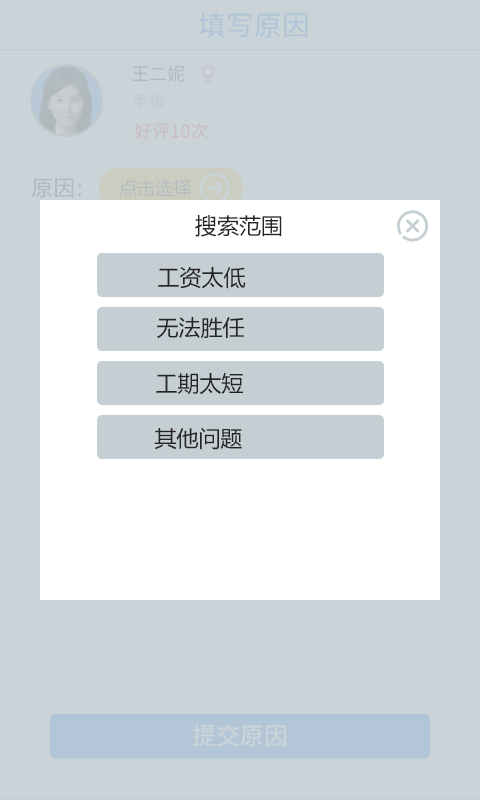 填写原因
王二妮
老板
好评10次
原因：
点击选择
搜索范围
工资太低
无法胜任
工期太短
其他问题
提交原因